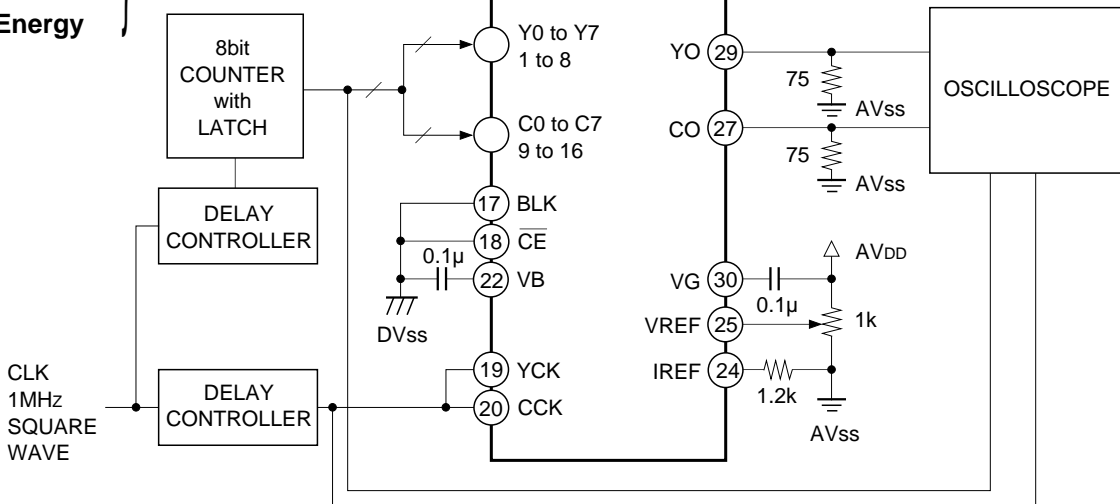 Energy
8bit
COUNTER
with
LATCH
Y0 to Y7
1 to 8
C0 to C7
9 to 16
DELAY
CONTROLLER
17 BLK
18 CE
0.1µ
22 VB
DVss
19 YCK
20 CCK
CLK
1MHz
SQUARE
WAVE
DELAY
CONTROLLER
YO 29
75
AVss
CO 27
75
AVss
OSCILLOSCOPE
AVDD
VG 30
0.1µ
VREF 25
1k
IREF 24
1.2k
AVss